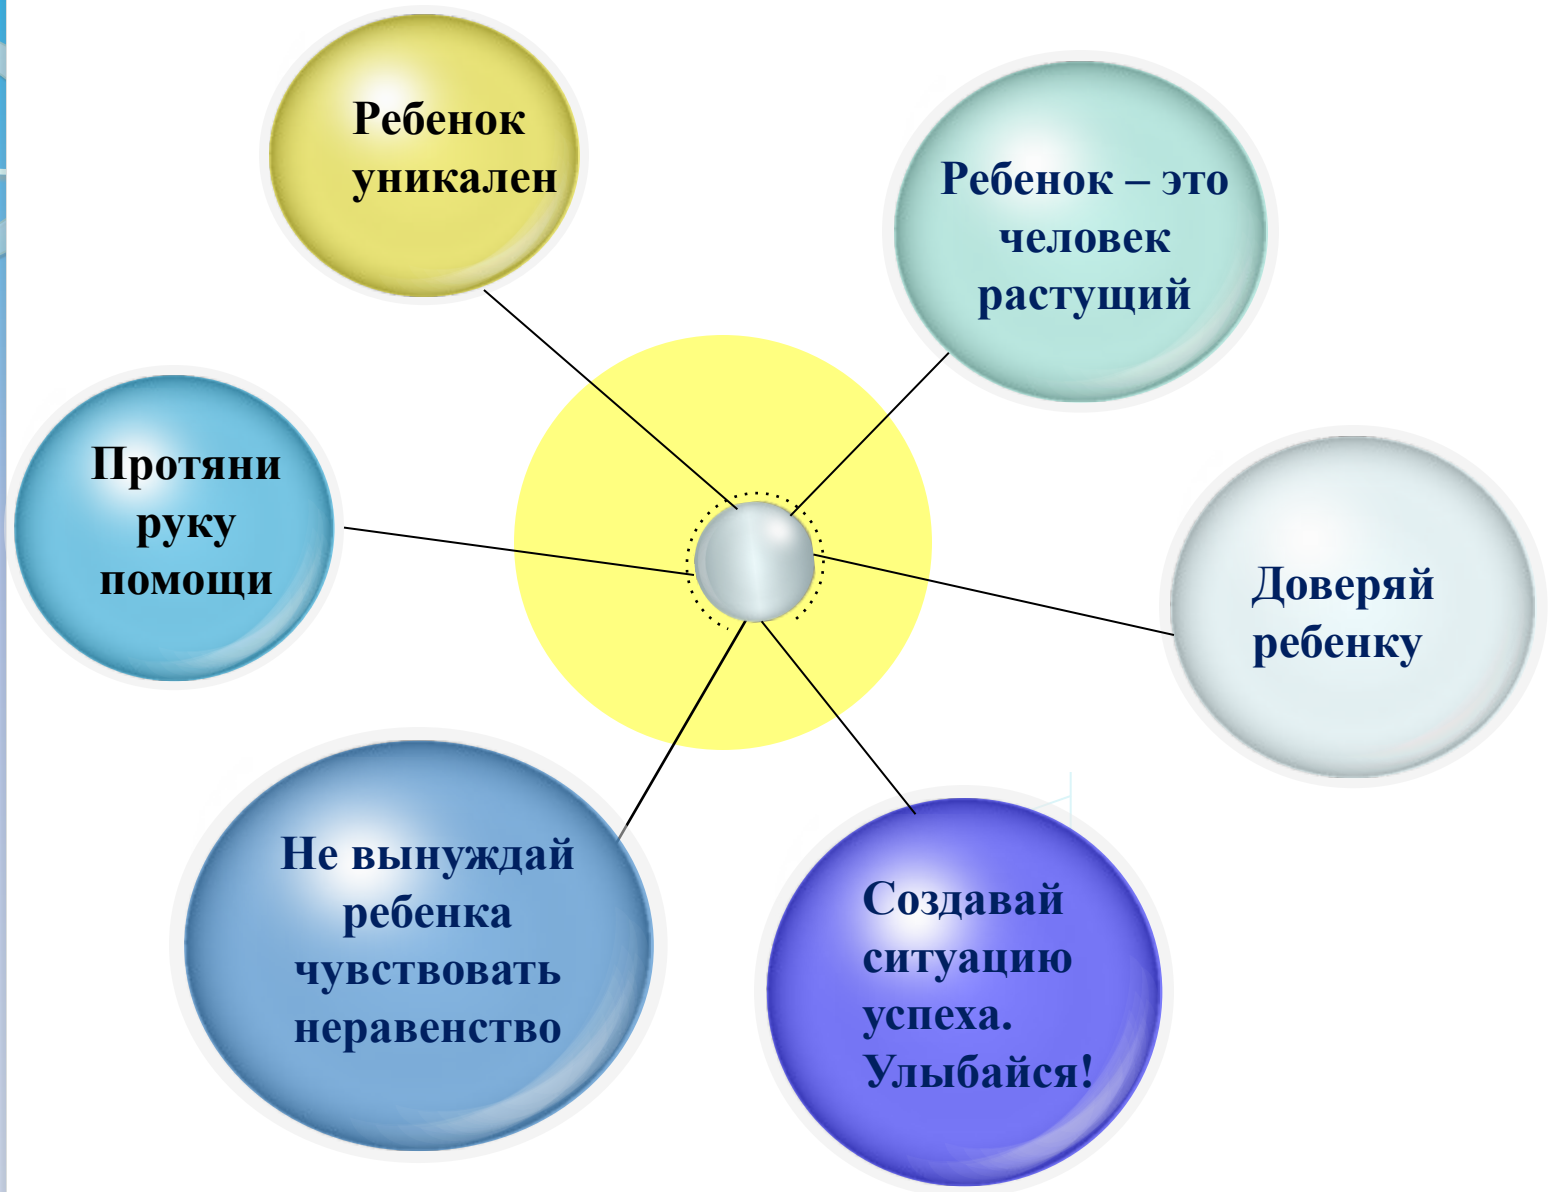 Ребенок
уникален
Ребенок – это
человек
растущий
Протяни
руку
помощи
Доверяй
ребенку
Не вынуждай
ребенка
чувствовать
неравенство
Создавай
ситуацию
успеха.
Улыбайся!